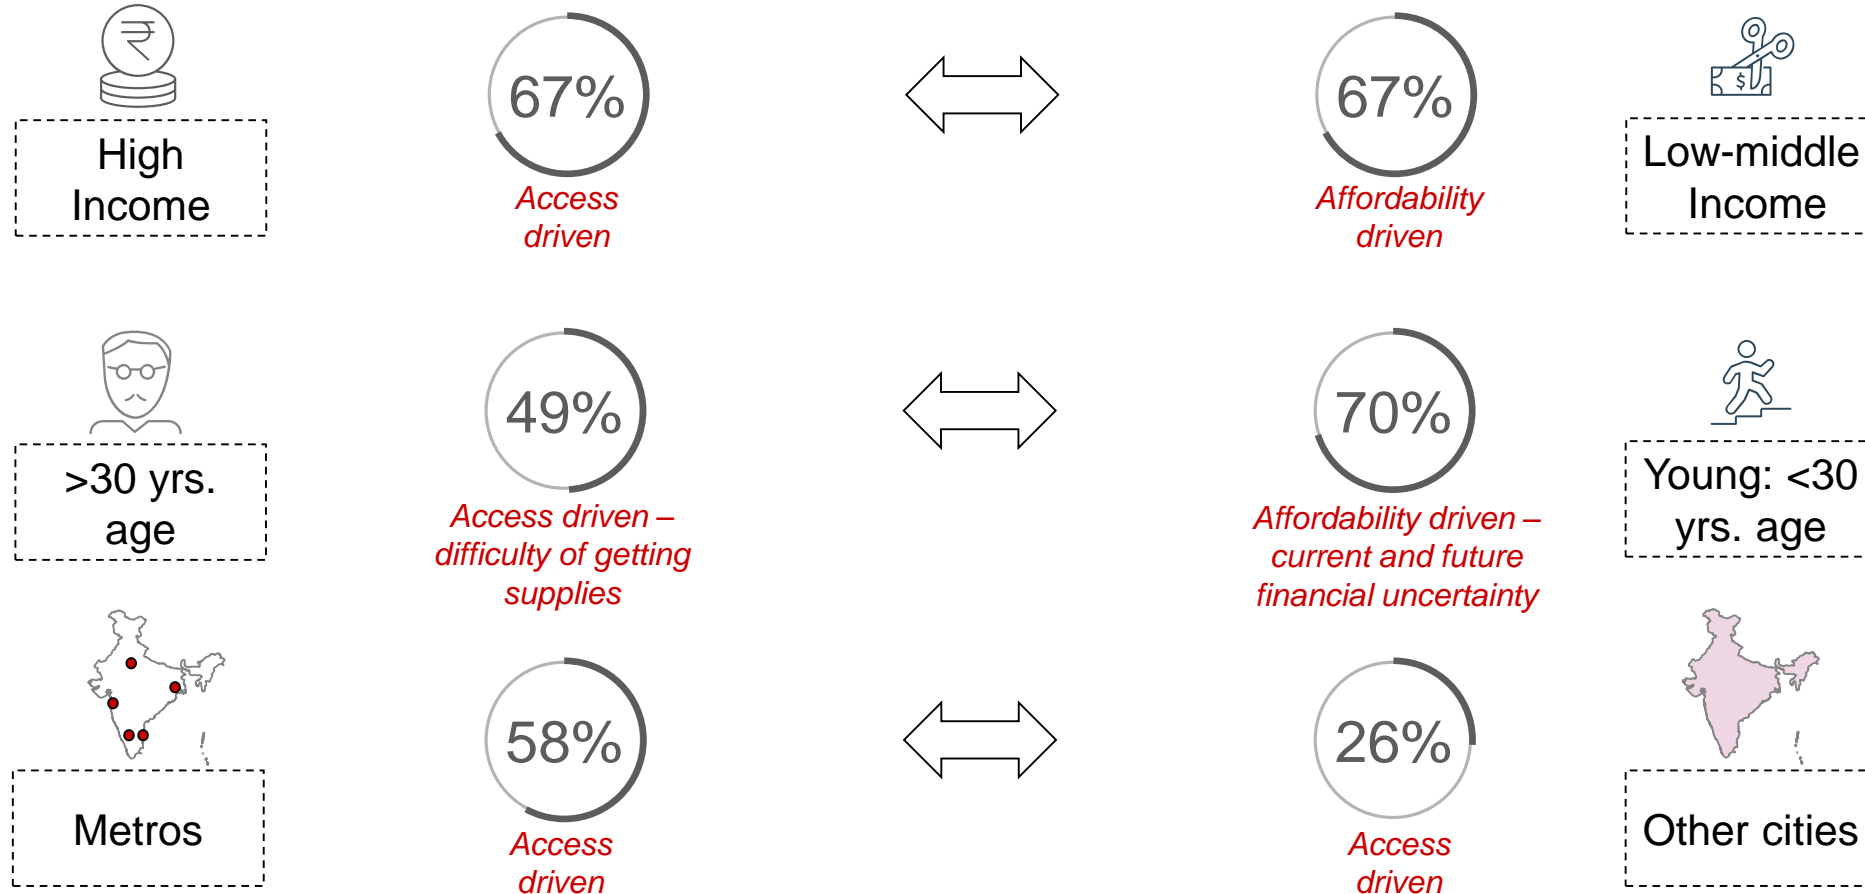 ₹
$
High
Income
67%
Access
driven
67%
Affordability
driven
Low-middle
Income
>30 yrs.
age
49%
Access driven –
difficulty of getting
supplies
70%
Affordability driven –
current and future
financial uncertainty
Young: <30
yrs. age
Metros
58%
Access
driven
26%
Access
driven
Other cities